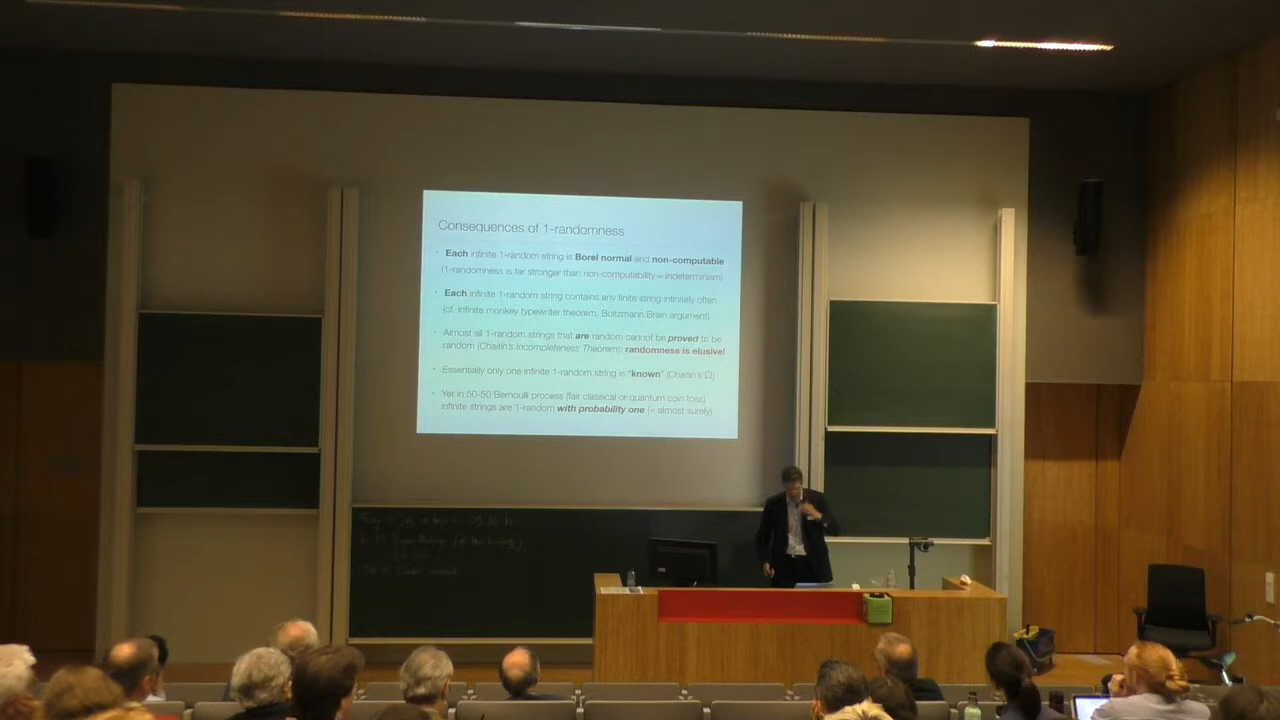 Consequences of 1-randomness
• Each infinite 1-random string is Borel normal and non-computable
(1-randomness is far stronger than non-computability = indeterminism)
• Each infinite 1-random string contains any finite string infinitely often
(cf. infinite monkey typewriter theorem, Boltzmann Brain argument)
• Almost all 1-random strings that are random cannot be proved to be
random (Chaitin's Incompleteness Theorem): randomness is elusive!
• Essentially only one infinite 1-random string is "known" (Chaitin's Ω)
• Yet in 50-50 Bernoulli process (fair classical or quantum coin toss)
infinite strings are 1-random with probability one (= almost surely)